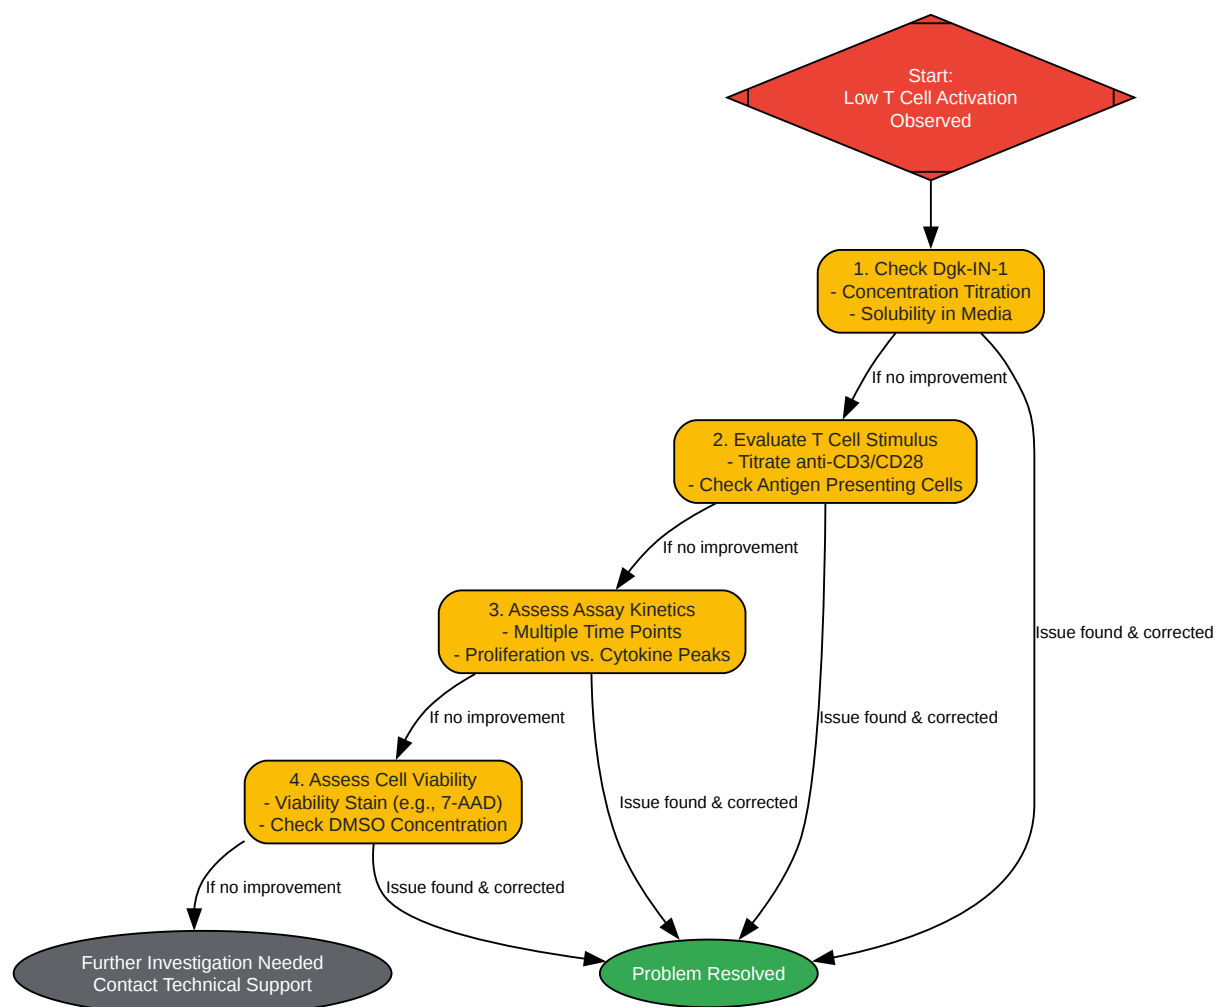 Start:
Low T Cell Activation
Observed
1. Check Dgk-IN-1
- Concentration Titration
- Solubility in Media
If no improvement
2. Evaluate T Cell Stimulus
- Titrate anti-CD3/CD28
- Check Antigen Presenting Cells
If no improvement
3. Assess Assay Kinetics
- Multiple Time Points
- Proliferation vs. Cytokine Peaks
Issue found & corrected
If no improvement
Issue found & corrected
4. Assess Cell Viability
- Viability Stain (e.g., 7-AAD)
- Check DMSO Concentration
Issue found & corrected
If no improvement
Issue found & corrected
Further Investigation Needed
Contact Technical Support
Problem Resolved